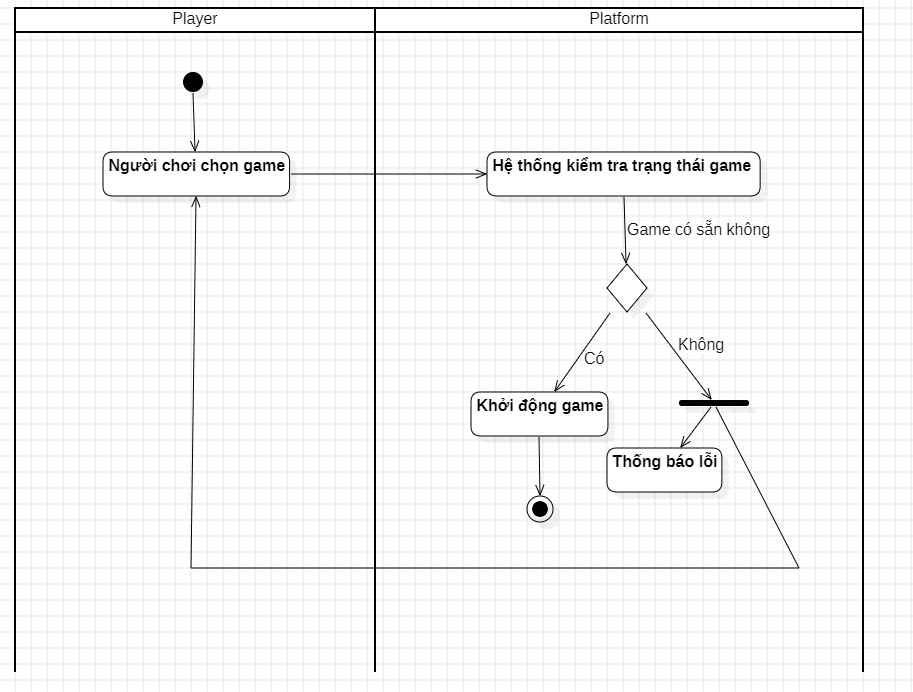 Player
Platform
Người chơi chọn game
Hệ thống kiểm tra trạng thái game
Game có sẵn không
Không
Có
Khởi động game
Thống báo lỗi